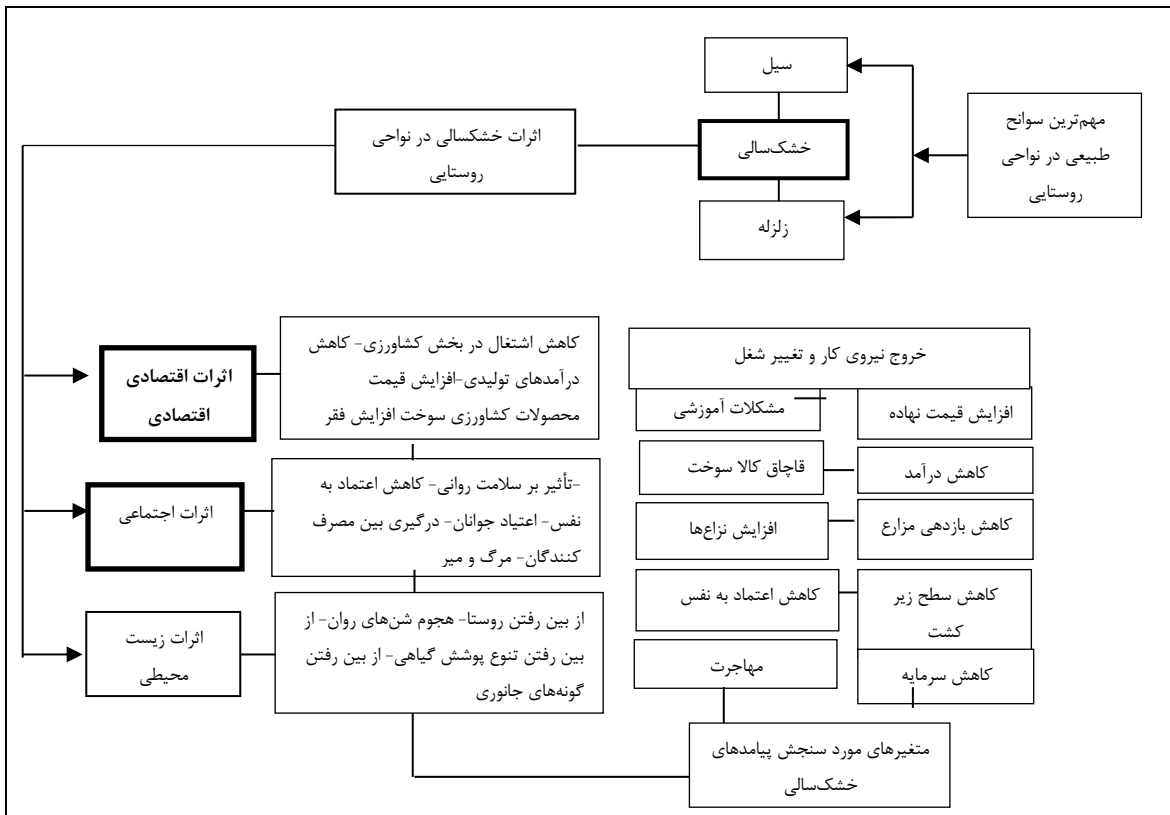 سیل
مهم‌ترین سوانح
طبیعی در نواحی
روستایی
خشک‌سالی
اثرات خشکسالی در نواحی
روستایی
زلزله
اثرات اقتصادی
اقتصادی
کاهش اشتغال در بخش کشاورزی- کاهش
درآمدهای تولیدی-افزایش قیمت
محصولات کشاورزی سوخت افزایش فقر
اثرات اجتماعی
-تأثیر بر سلامت روانی- کاهش اعتماد به
نفس- اعتیاد جوانان- درگیری بین مصرف
کنندگان- مرگ و میر
اثرات زیست
محیطی
از بین رفتن روستا- هجوم شن‌های روان- از
بین رفتن تنوع پوشش گیاهی- از بین رفتن
گونه‌های جانوری
خروج نیروی کار و تغییر شغل
افزایش قیمت نهاده
مشکلات آموزشی
کاهش درآمد
قاچاق کالا سوخت
کاهش بازدهی مزارع
افزایش نزاع‌ها
کاهش سطح زیر
کشت
کاهش اعتماد به نفس
کاهش سرمایه
مهاجرت
متغیرهای مورد سنجش پیامدهای
خشک‌سالی